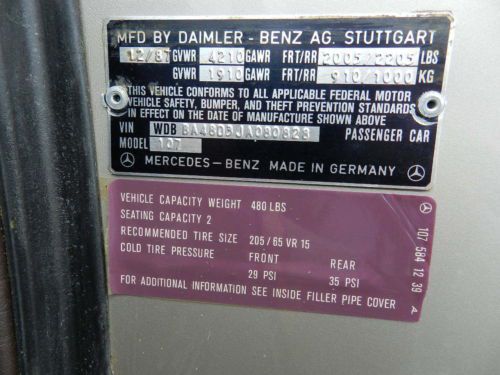 MFD BY DAIMLER - BENZ AG. STUTTGART
12/87 GVWR 4210 GAWR FRT/RR 2005/2205 LBS
GVWR 1910 GAWR FRT/RR 910/1000 KG
THIS VEHICLE CONFORMS TO ALL APPLICABLE FEDERAL MOTOR
VEHICLE SAFETY, BUMPER, AND THEFT PREVENTION STANDARDS
IN EFFECT ON THE DATE OF MANUFACTURE SHOWN ABOVE
VIN WDB BA48D5JA080823 PASSENGER CAR
MODEL 107
MERCEDES-BENZ MADE IN GERMANY
VEHICLE CAPACITY WEIGHT 480 LBS
SEATING CAPACITY 2
RECOMMENDED TIRE SIZE 205/65 VR 15
COLD TIRE PRESSURE FRONT REAR
29 PSI 35 PSI
FOR ADDITIONAL INFORMATION SEE INSIDE FILLER PIPE COVER
107 584 12 39 A